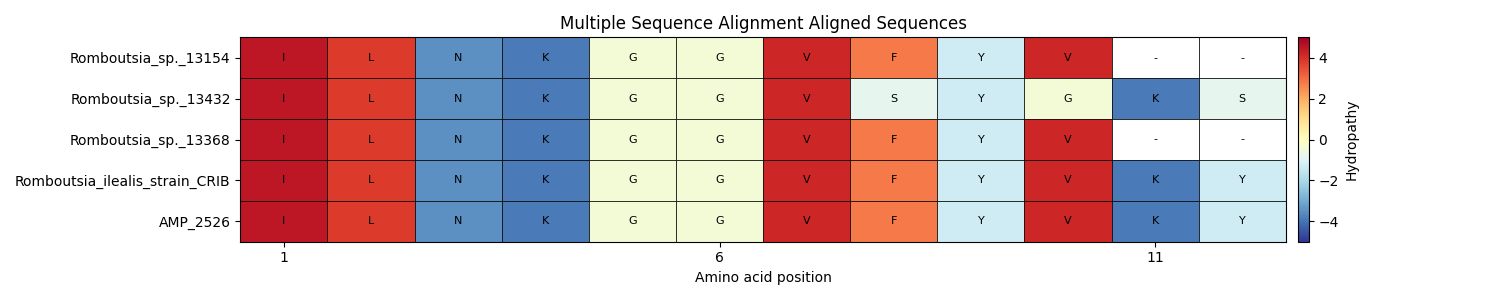 Multiple Sequence Alignment Aligned Sequences
Romboutsia_sp._13154 I L N K G G V F Y V - -
Romboutsia_sp._13432 I L N K G G V S Y G K S
Romboutsia_sp._13368 I L N K G G V F Y V - -
Romboutsia_ilealis_strain_CRIB I L N K G G V F Y V K Y
AMP_2526 I L N K G G V F Y V K Y
1 6 11
Amino acid position
4
2
0
−2
−4
Hydropathy